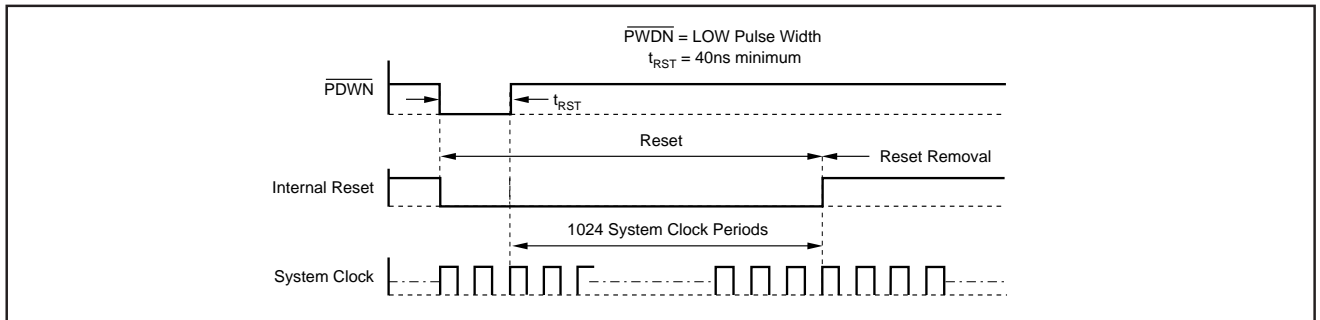 PWDN = LOW Pulse Width
tRST = 40ns minimum
PDWN
tRST
Reset
Reset Removal
Internal Reset
1024 System Clock Periods
System Clock